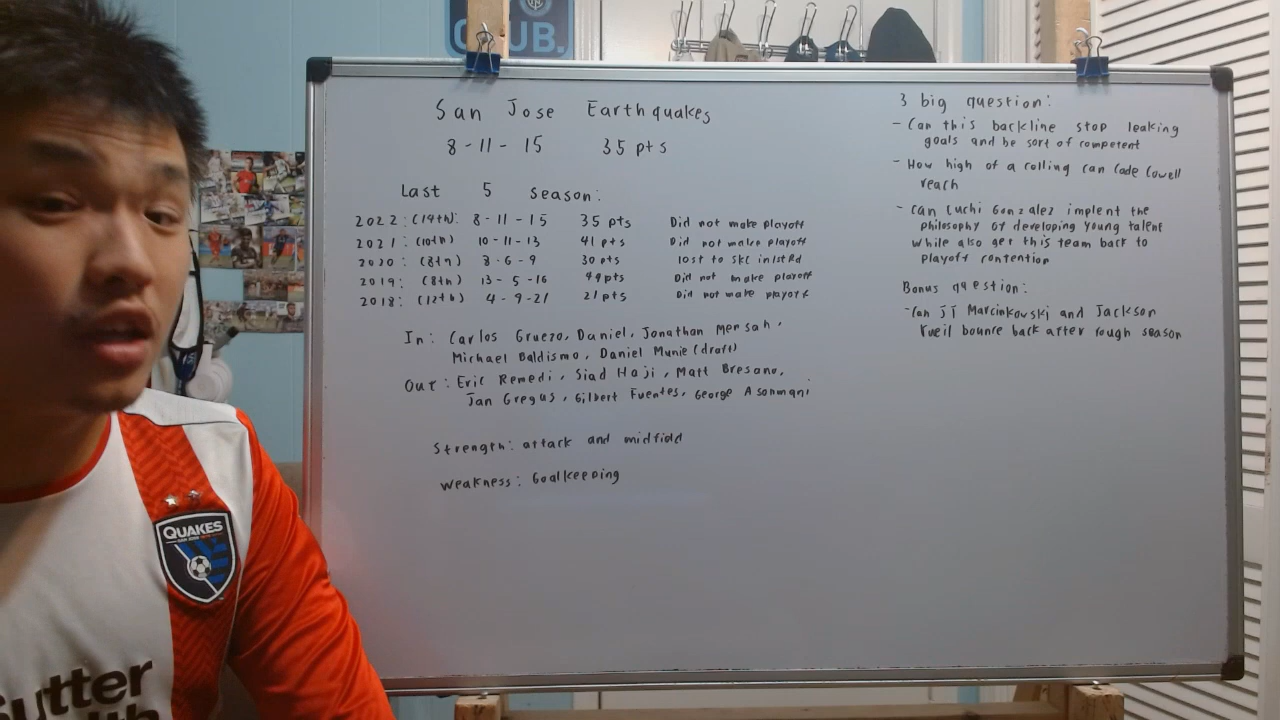 CLUB.
San Jose Earthquakes
8-11-15 35 pts
Last 5 season:
2022: (14th): 8-11-15 35 pts Did not make playoff
2021: (10th) 10-11-13 41 pts Did not make playoff
2020: (8th) 8-6-9 30 pts lost to SKC in 1st Rd
2019: (8th) 13-5-16 44 pts Did not make playoff
2018: (12th) 4-9-21 21 pts Did not make playoff
In: Carlos Gruezo, Daniel, Jonathan Mensah,
Michael Baldismo, Daniel Munie (draft)
Out: Eric Remedi, Siad Haji, Matt Bresano,
Jan Gregus, Gilbert Fuentes, George Asonmani
Strength: attack and midfield
Weakness: Goalkeeping
3 big question:
- Can this backline stop leaking
goals and be sort of competent
- How high of a cilling can Cade Cowell
reach
- Can Luchi Gonzalez implent the
philosophy of developing young talent
while also get this team back to
playoff contention
Bonus question:
- Can JT Marcinkowski and Jackson
Yueil bounce back after rough season
QUAKES
Sutter